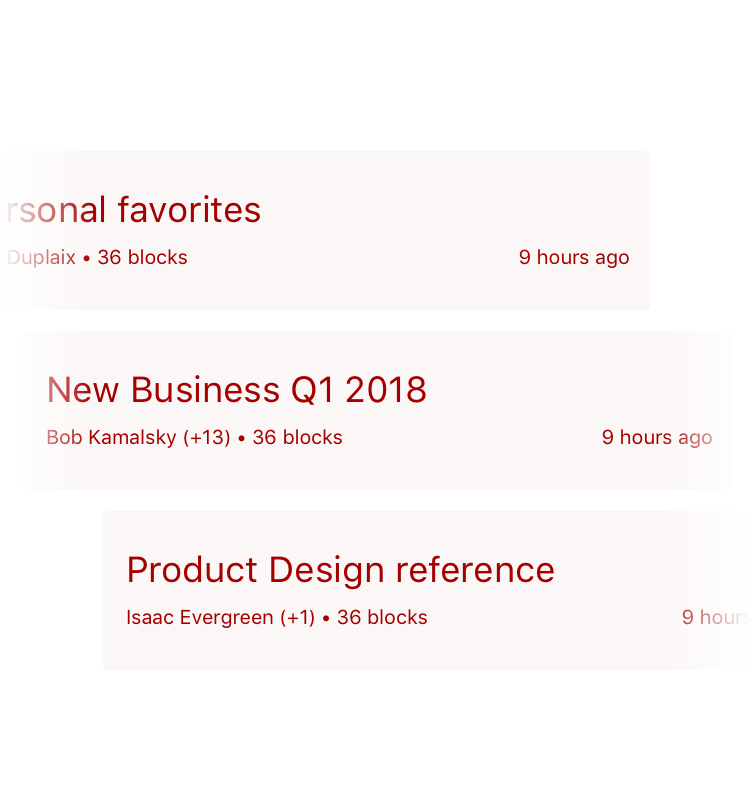 rsonal favorites
Duplaix • 36 blocks 9 hours ago
New Business Q1 2018
Bob Kamalsky (+13) • 36 blocks 9 hours ago
Product Design reference
Isaac Evergreen (+1) • 36 blocks 9 hours